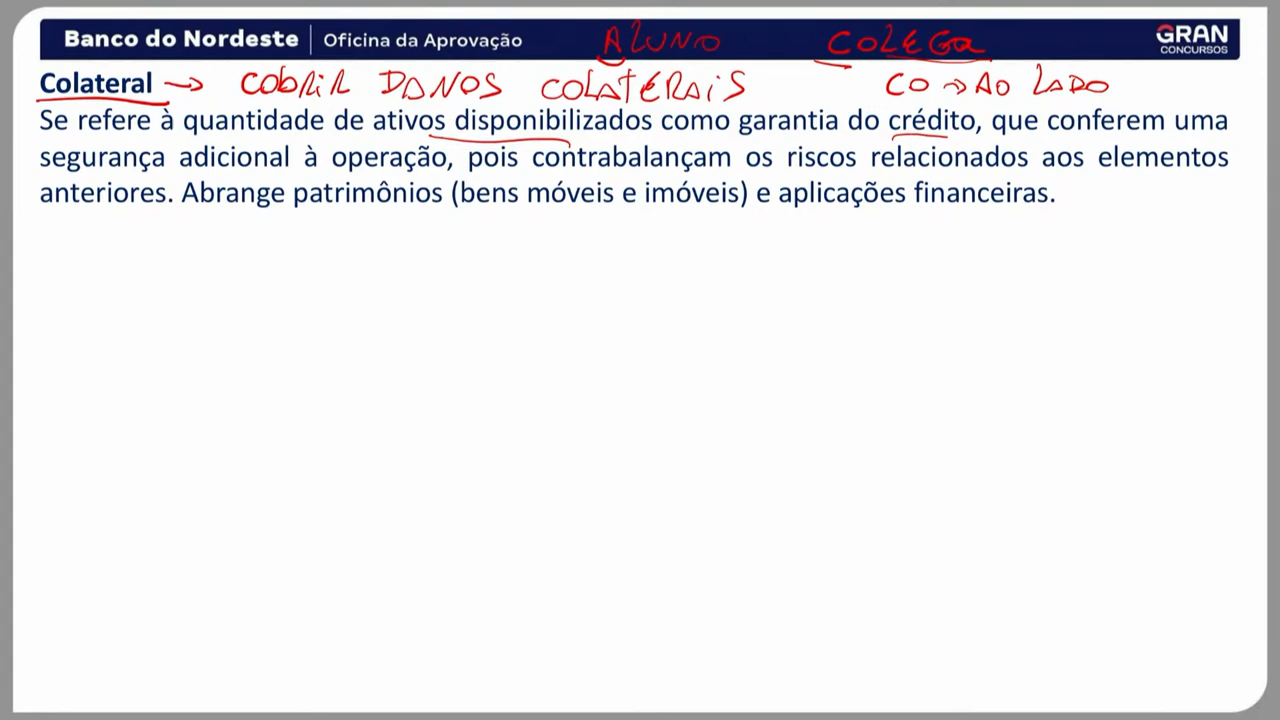 Banco do Nordeste | Oficina da Aprovação ALUNO COLEGA GRAN CONCURSOS
Colateral → COBRIR DANOS COLATERAIS CO → AO LADO
Se refere à quantidade de ativos disponibilizados como garantia do crédito, que conferem uma
segurança adicional à operação, pois contrabalançam os riscos relacionados aos elementos
anteriores. Abrange patrimônios (bens móveis e imóveis) e aplicações financeiras.